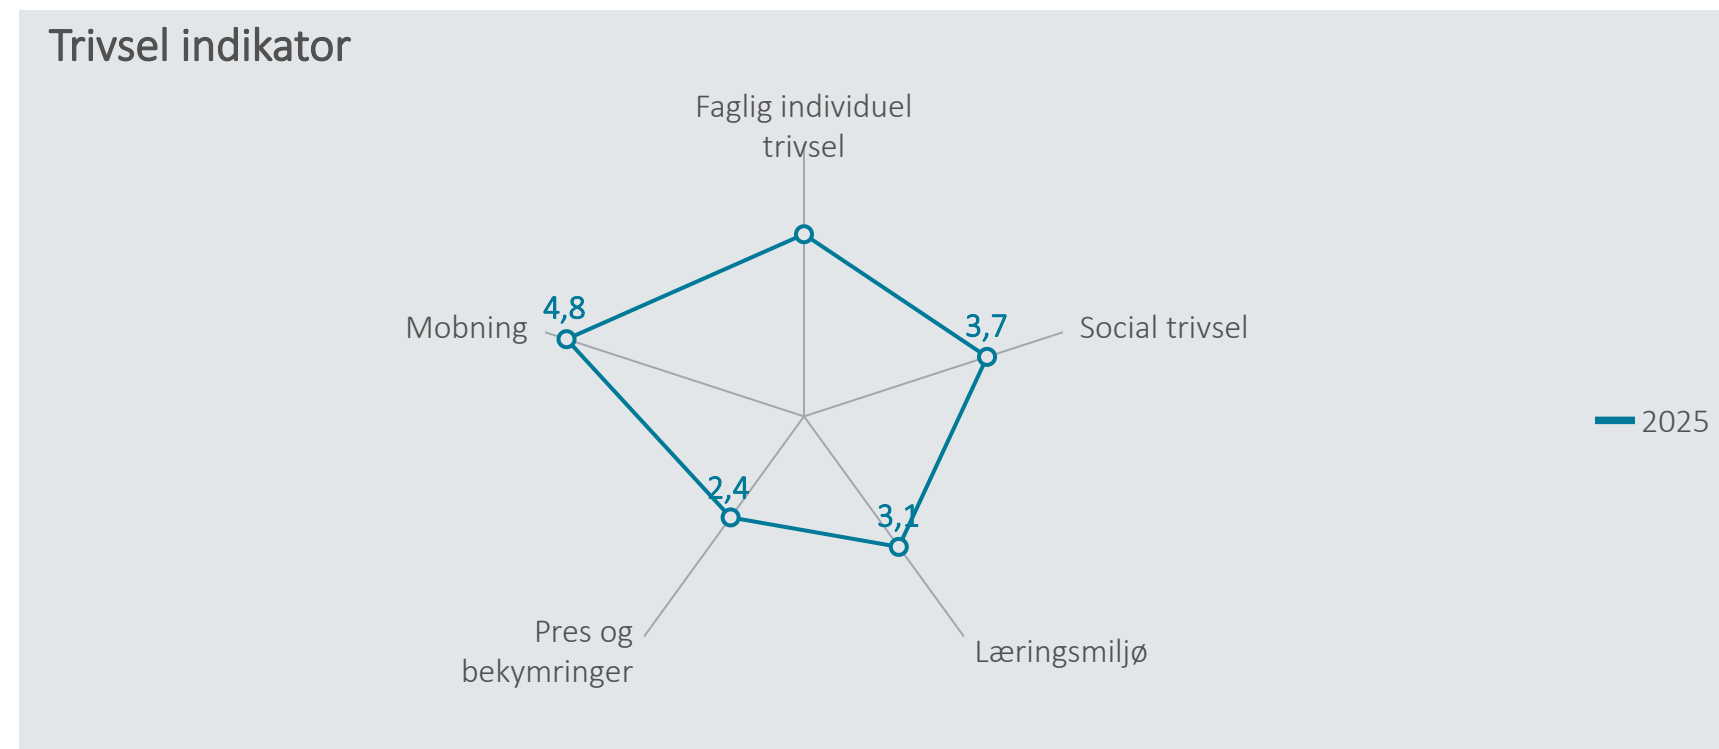 Trivsel indikator
Faglig individuel
trivsel
4,8
Mobning
3,7
Social trivsel
2025
2,4
3,1
Pres og
bekymringer
Læringsmiljø